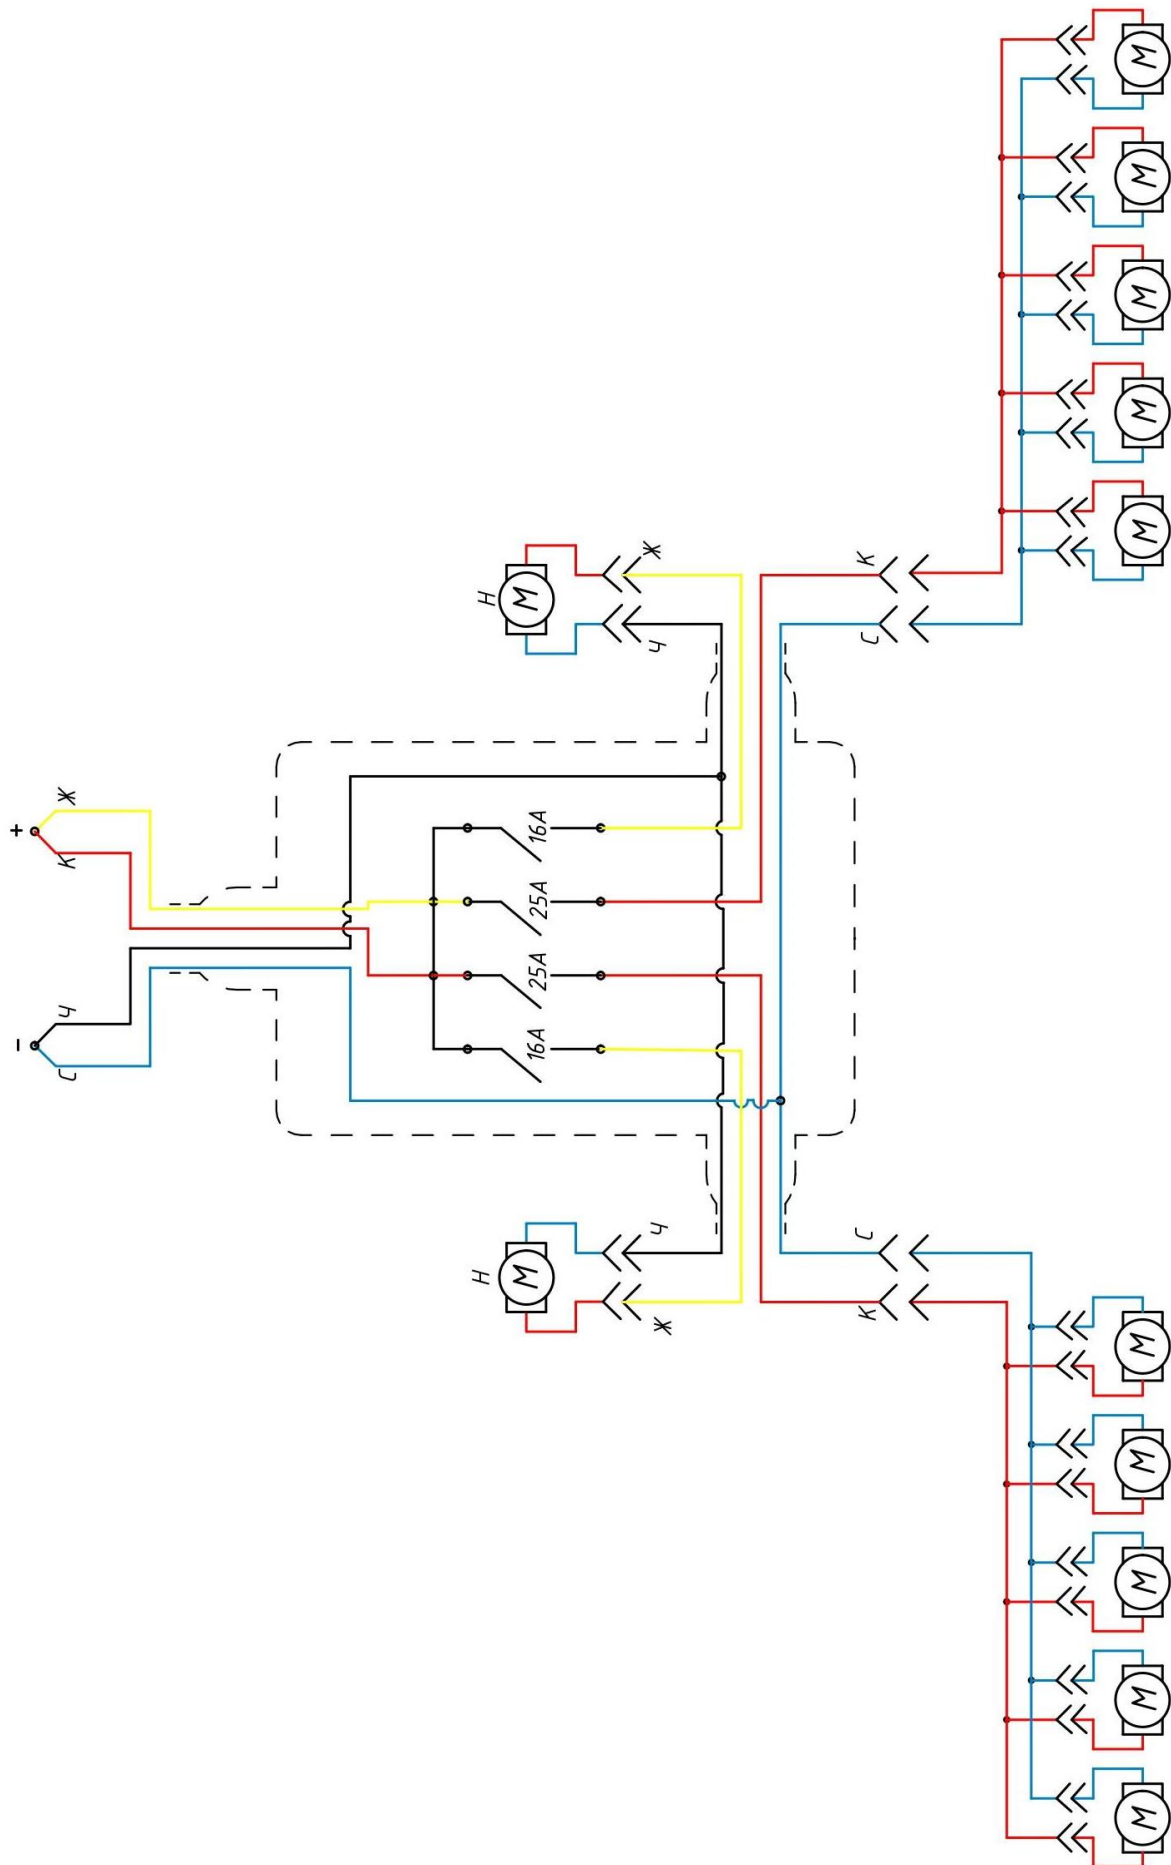 - +
С Ч К Ж
Н Н
М 16А 25А 25А 16А М
Ж Ч Ч Ж
К С С К
М М М М М М М М М М